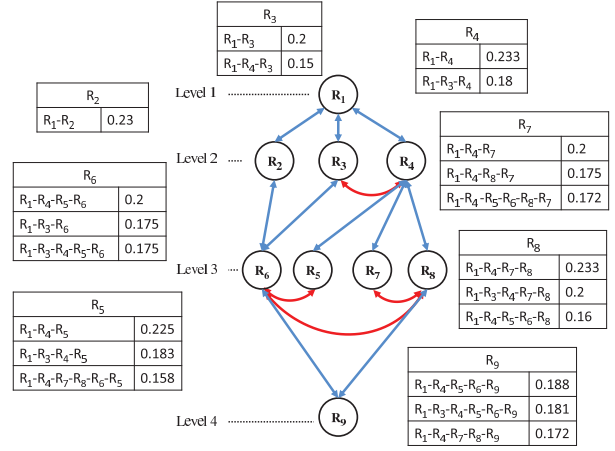 R3
R1-R3 0.2
R1-R4-R3 0.15
R4
R1-R4 0.233
R1-R3-R4 0.18
R2
R1-R2 0.23
Level 1
R1
R7
R1-R4-R7 0.2
R1-R4-R8-R7 0.175
R1-R4-R5-R6-R8-R7 0.172
Level 2
R2 R3 R4
R6
R1-R4-R5-R6 0.2
R1-R3-R6 0.175
R1-R3-R4-R5-R6 0.175
R8
R1-R4-R7-R8 0.233
R1-R3-R4-R7-R8 0.2
R1-R4-R5-R6-R8 0.16
Level 3
R6 R5 R7 R8
R5
R1-R4-R5 0.225
R1-R3-R4-R5 0.183
R1-R4-R7-R8-R6-R5 0.158
R9
R1-R4-R5-R6-R9 0.188
R1-R3-R4-R5-R6-R9 0.181
R1-R4-R7-R8-R9 0.172
Level 4
R9